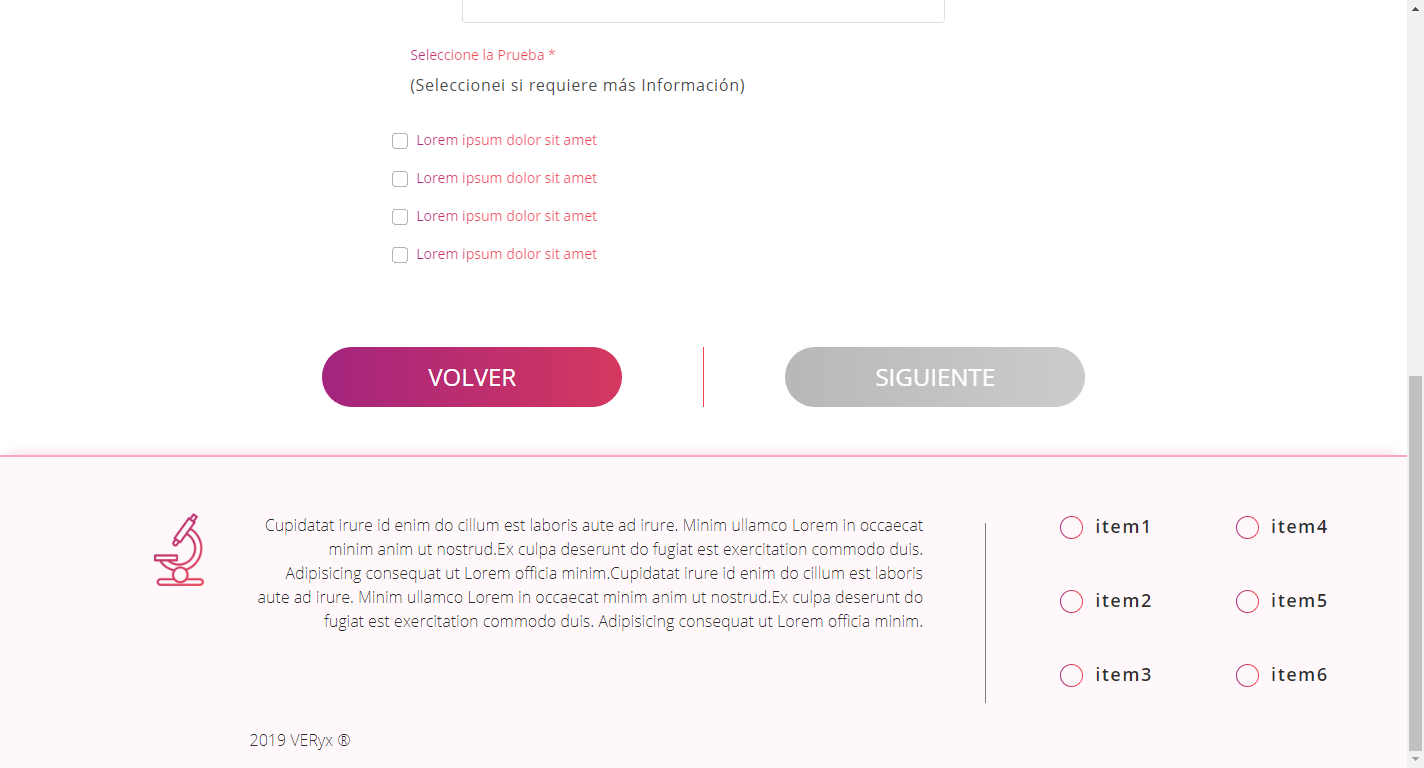 Seleccione la Prueba *
(Seleccionei si requiere más Información)
Lorem ipsum dolor sit amet
Lorem ipsum dolor sit amet
Lorem ipsum dolor sit amet
Lorem ipsum dolor sit amet
VOLVER
SIGUIENTE
Cupidatat irure id enim do cillum est laboris aute ad irure. Minim ullamco Lorem in occaecat
minim anim ut nostrud.Ex culpa deserunt do fugiat est exercitation commodo duis.
Adipisicing consequat ut Lorem officia minim.Cupidatat irure id enim do cillum est laboris
aute ad irure. Minim ullamco Lorem in occaecat minim anim ut nostrud.Ex culpa deserunt do
fugiat est exercitation commodo duis. Adipisicing consequat ut Lorem officia minim.
item1
item4
item2
item5
item3
item6
2019 VERyx ®